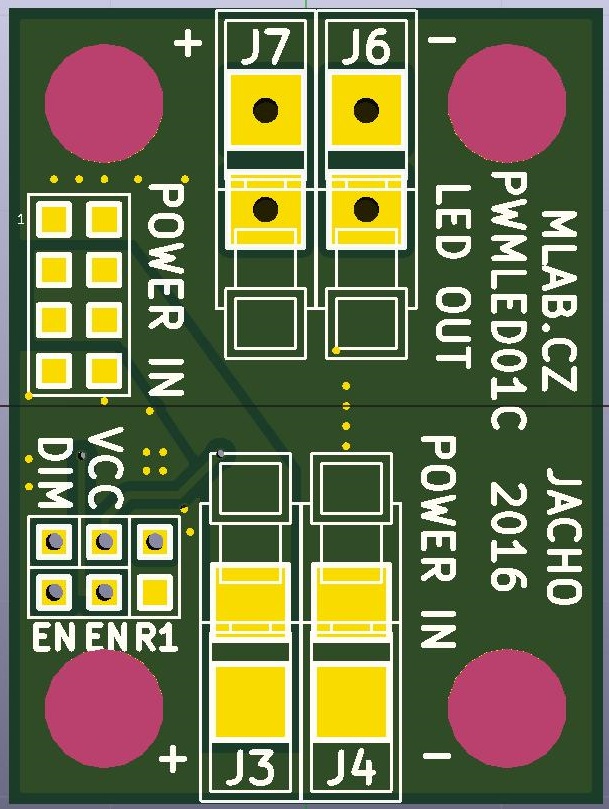 + J7 J6 -
1
POWER IN
LED OUT
PWMLED01C
MLAB.CZ
DIM
VCC
POWER IN
2016
JACHO
EN EN R1
+ J3 J4 -